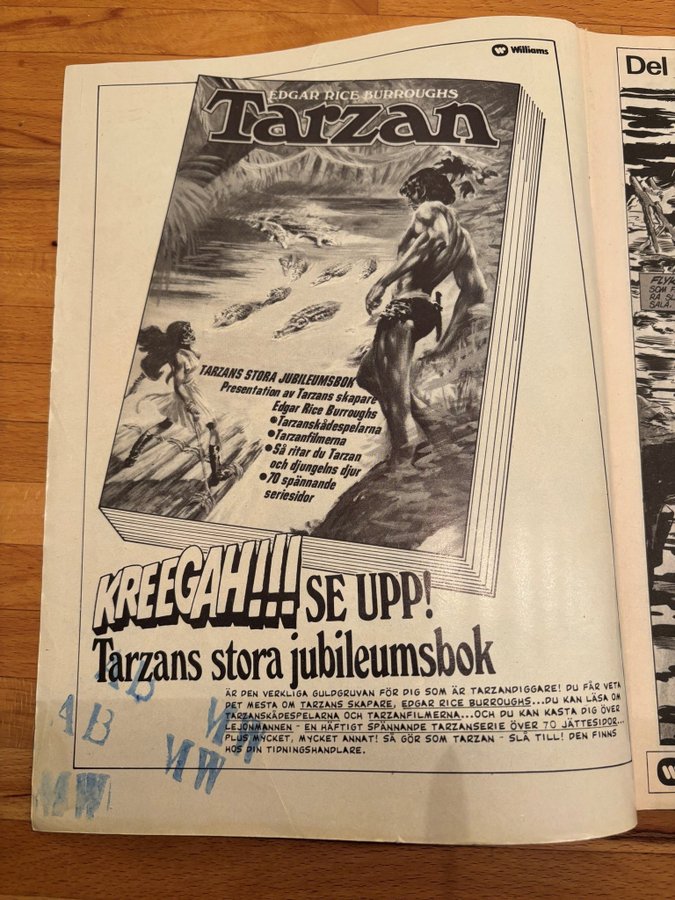 Williams
EDGAR RICE BURROUGHS
Tarzan
TARZANS STORA JUBILEUMSBOK
Presentation av Tarzans skapare
Edgar Rice Burroughs
•Tarzanskådespelarna
•Tarzanfilmerna
•Så ritar du Tarzan
och djungelns djur
•70 spännande
seriesidor
KREEGAH!!! SE UPP!
Tarzans stora jubileumsbok
ÄR DEN VERKLIGA GULDGRUVAN FÖR DIG SOM ÄR TARZANDIGGARE! DU FÅR VETA
DET MESTA OM TARZANS SKAPARE, EDGAR RICE BURROUGHS...DU KAN LÄSA OM
TARZANSKÅDESPELARNA OCH TARZANFILMERNA...OCH DU KAN KASTA DIG ÖVER
LEJONMANNEN - EN HÄFTIGT SPÄNNANDE TARZANSERIE ÖVER 70 JÄTTESIDOR...
PLUS MYCKET, MYCKET ANNAT! SÅ GÖR SOM TARZAN - SLÅ TILL! DEN FINNS
HOS DIN TIDNINGSHANDLARE.
AB
AB
Del
SOM
SALA.